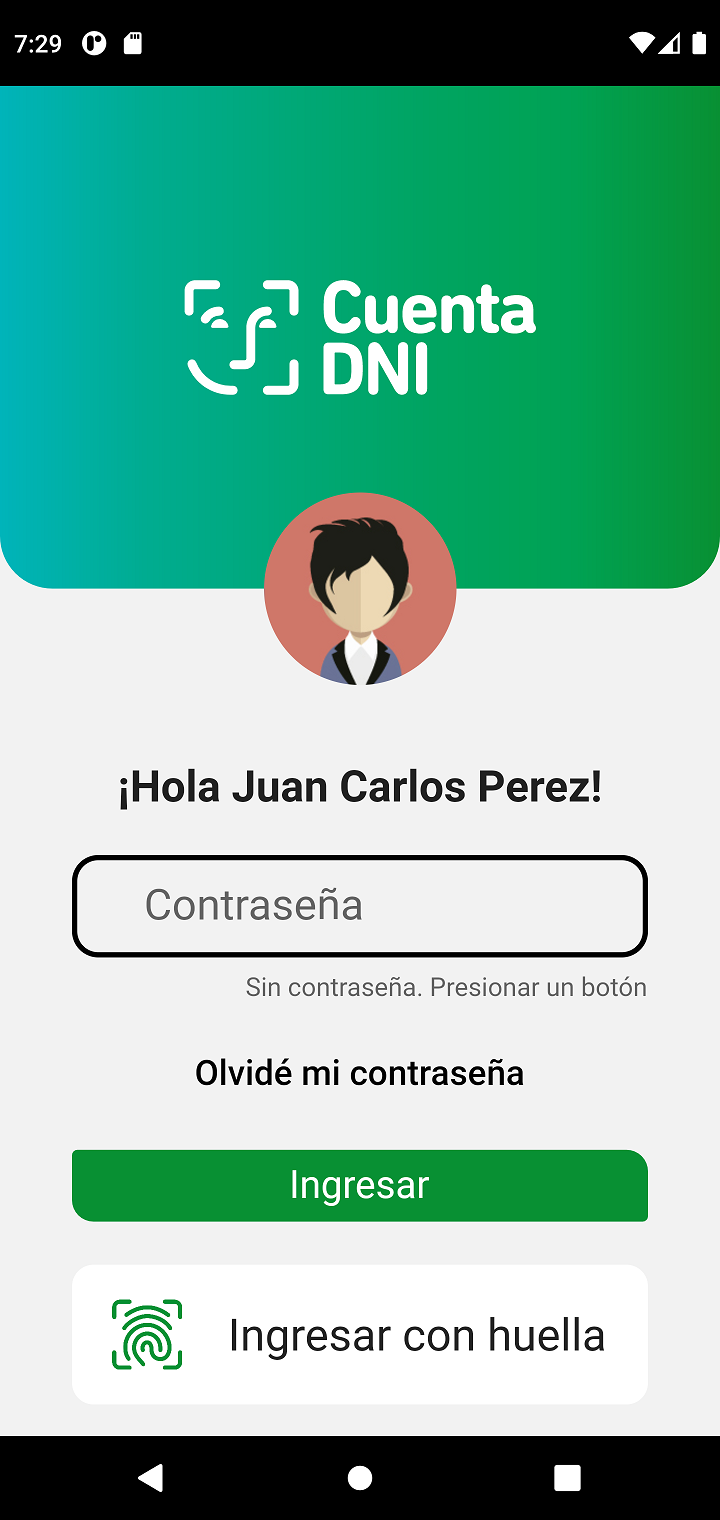 7:29
Cuenta
DNI
¡Hola Juan Carlos Perez!
Contraseña
Sin contraseña. Presionar un botón
Olvidé mi contraseña
Ingresar
Ingresar con huella